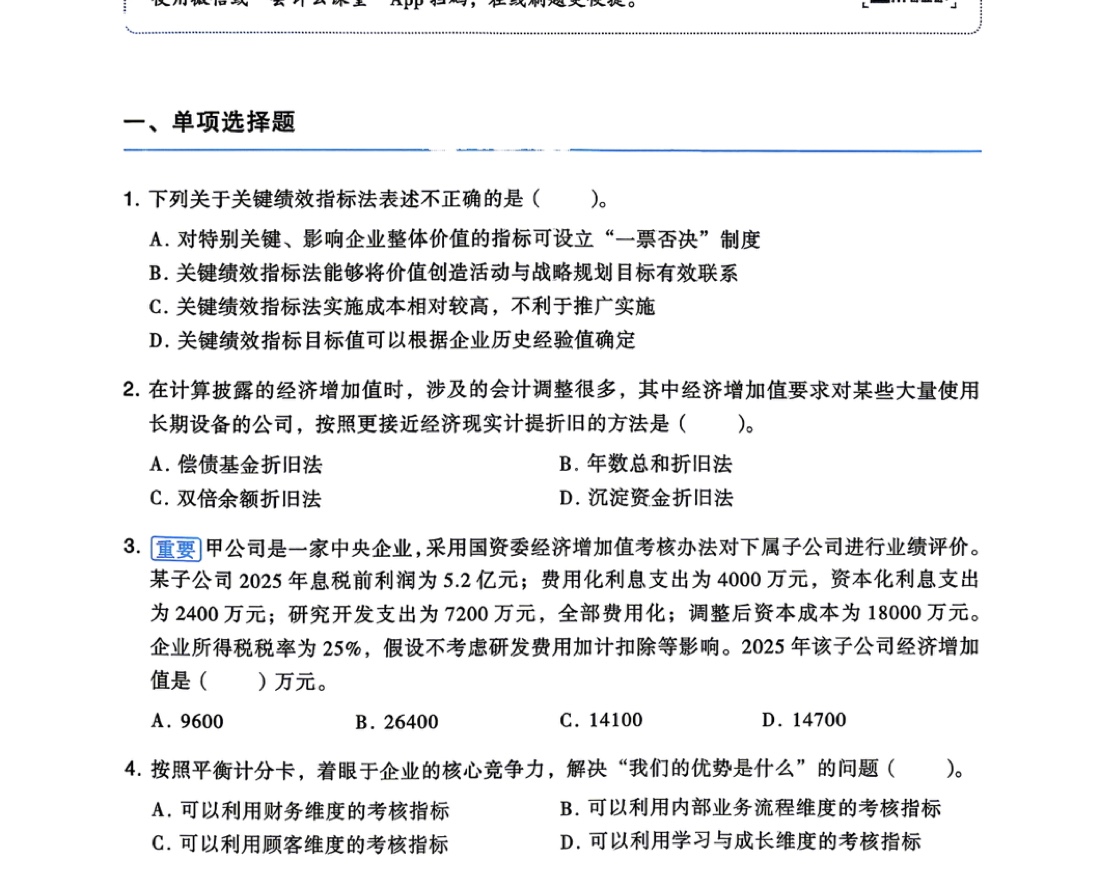 使用微信或“会计云课堂”App扫码，在线刷题更便捷。
一、单项选择题
1. 下列关于关键绩效指标法表述不正确的是（　　）。
A. 对特别关键、影响企业整体价值的指标可设立“一票否决”制度
B. 关键绩效指标法能够将价值创造活动与战略规划目标有效联系
C. 关键绩效指标法实施成本相对较高，不利于推广实施
D. 关键绩效指标目标值可以根据企业历史经验值确定
2. 在计算披露的经济增加值时，涉及的会计调整很多，其中经济增加值要求对某些大量使用
长期设备的公司，按照更接近经济现实计提折旧的方法是（　　）。
A. 偿债基金折旧法　B. 年数总和折旧法
C. 双倍余额折旧法　D. 沉淀资金折旧法
3. 重要 甲公司是一家中央企业，采用国资委经济增加值考核办法对下属子公司进行业绩评价。
某子公司 2025 年息税前利润为 5.2 亿元；费用化利息支出为 4000 万元，资本化利息支出
为 2400 万元；研究开发支出为 7200 万元，全部费用化；调整后资本成本为 18000 万元。
企业所得税税率为 25%，假设不考虑研发费用加计扣除等影响。2025 年该子公司经济增加
值是（　　）万元。
A. 9600　B. 26400　C. 14100　D. 14700
4. 按照平衡计分卡，着眼于企业的核心竞争力，解决“我们的优势是什么”的问题（　　）。
A. 可以利用财务维度的考核指标　B. 可以利用内部业务流程维度的考核指标
C. 可以利用顾客维度的考核指标　D. 可以利用学习与成长维度的考核指标